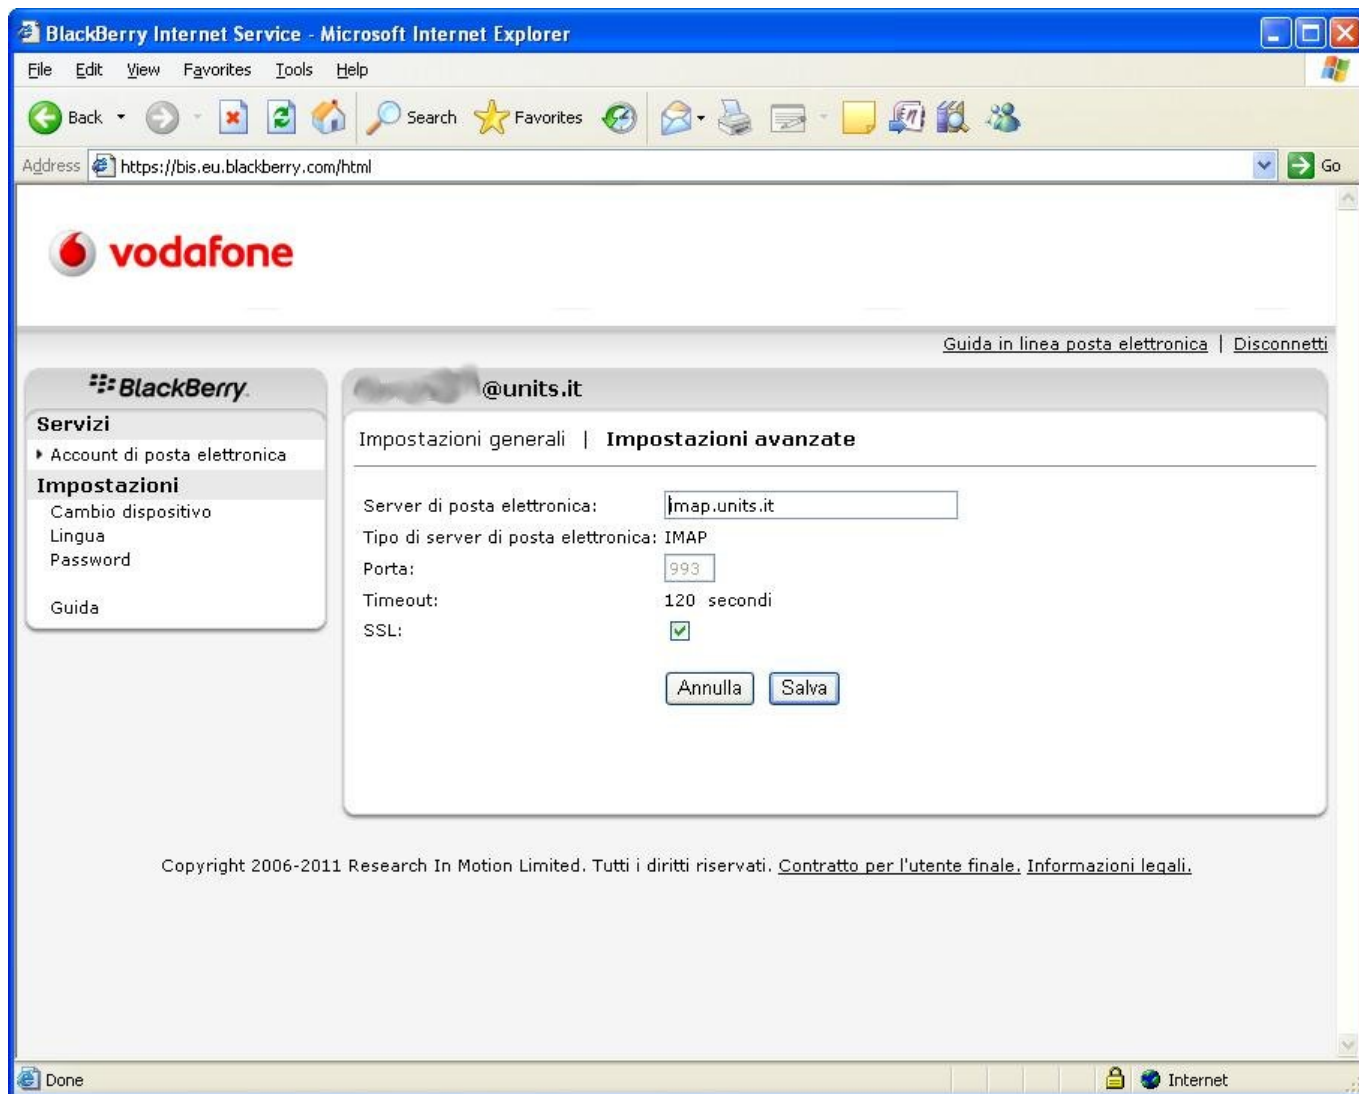 BlackBerry Internet Service - Microsoft Internet Explorer
File Edit View Favorites Tools Help
Back Search Favorites
Address https://bis.eu.blackberry.com/html Go
vodafone
Guida in linea posta elettronica | Disconnetti
BlackBerry.
@units.it
Servizi
Impostazioni generali | Impostazioni avanzate
Account di posta elettronica
Impostazioni
Cambio dispositivo
Lingua
Password
Guida
Server di posta elettronica: imap.units.it
Tipo di server di posta elettronica: IMAP
Porta: 993
Timeout: 120 secondi
SSL:
Annulla Salva
Copyright 2006-2011 Research In Motion Limited. Tutti i diritti riservati. Contratto per l'utente finale. Informazioni legali.
Done Internet